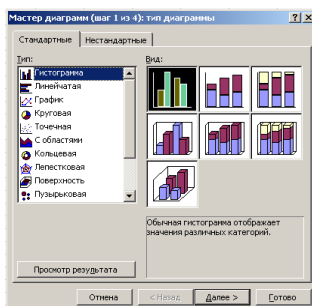 Мастер диаграмм (шаг 1 из 4): тип диаграммы
Стандартные Нестандартные
Тип:
Гистограмма
Линейчатая
График
Круговая
Точечная
С областями
Кольцевая
Лепестковая
Поверхность
Пузырьковая
Вид:
Обычная гистограмма отображает
значения различных категорий.
Просмотр результата
Отмена < Назад Далее > Готово